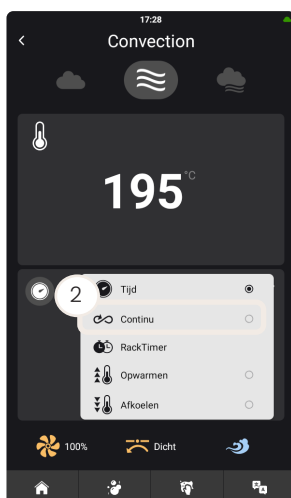 17:28
Convection
195 °C
2
Tijd
Continu
RackTimer
Opwarmen
Afkoelen
100% Dicht